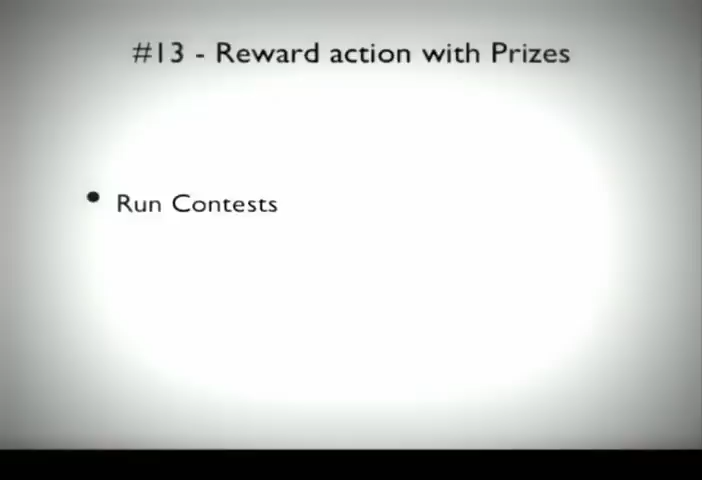 #13 - Reward action with Prizes
• Run Contests